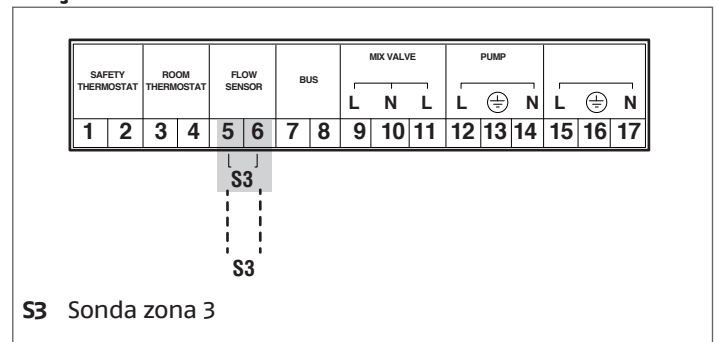 SAFETY THERMOSTAT ROOM THERMOSTAT FLOW SENSOR BUS MIX VALVE PUMP
L N L L N L N
1 2 3 4 5 6 7 8 9 10 11 12 13 14 15 16 17
S3
S3
S3 Sonda zona 3